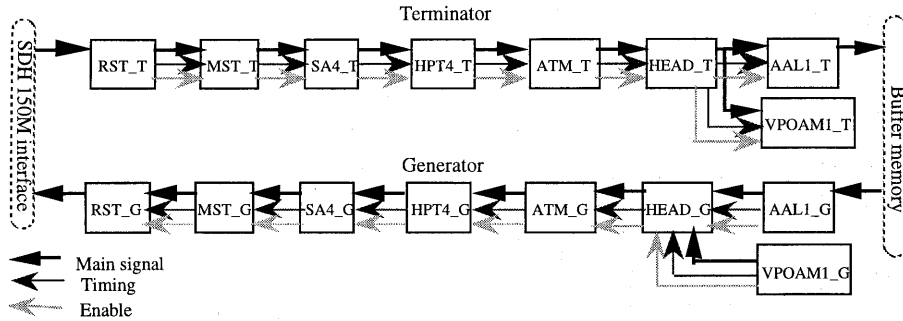 Terminator
SDH 150M interface
RST_T
MST_T
SA4_T
HPT4_T
ATM_T
HEAD_T
AAL1_T
VPOAM1_T
Butter memory
Generator
RST_G
MST_G
SA4_G
HPT4_G
ATM_G
HEAD_G
AAL1_G
VPOAM1_G
Main signal
Timing
Enable